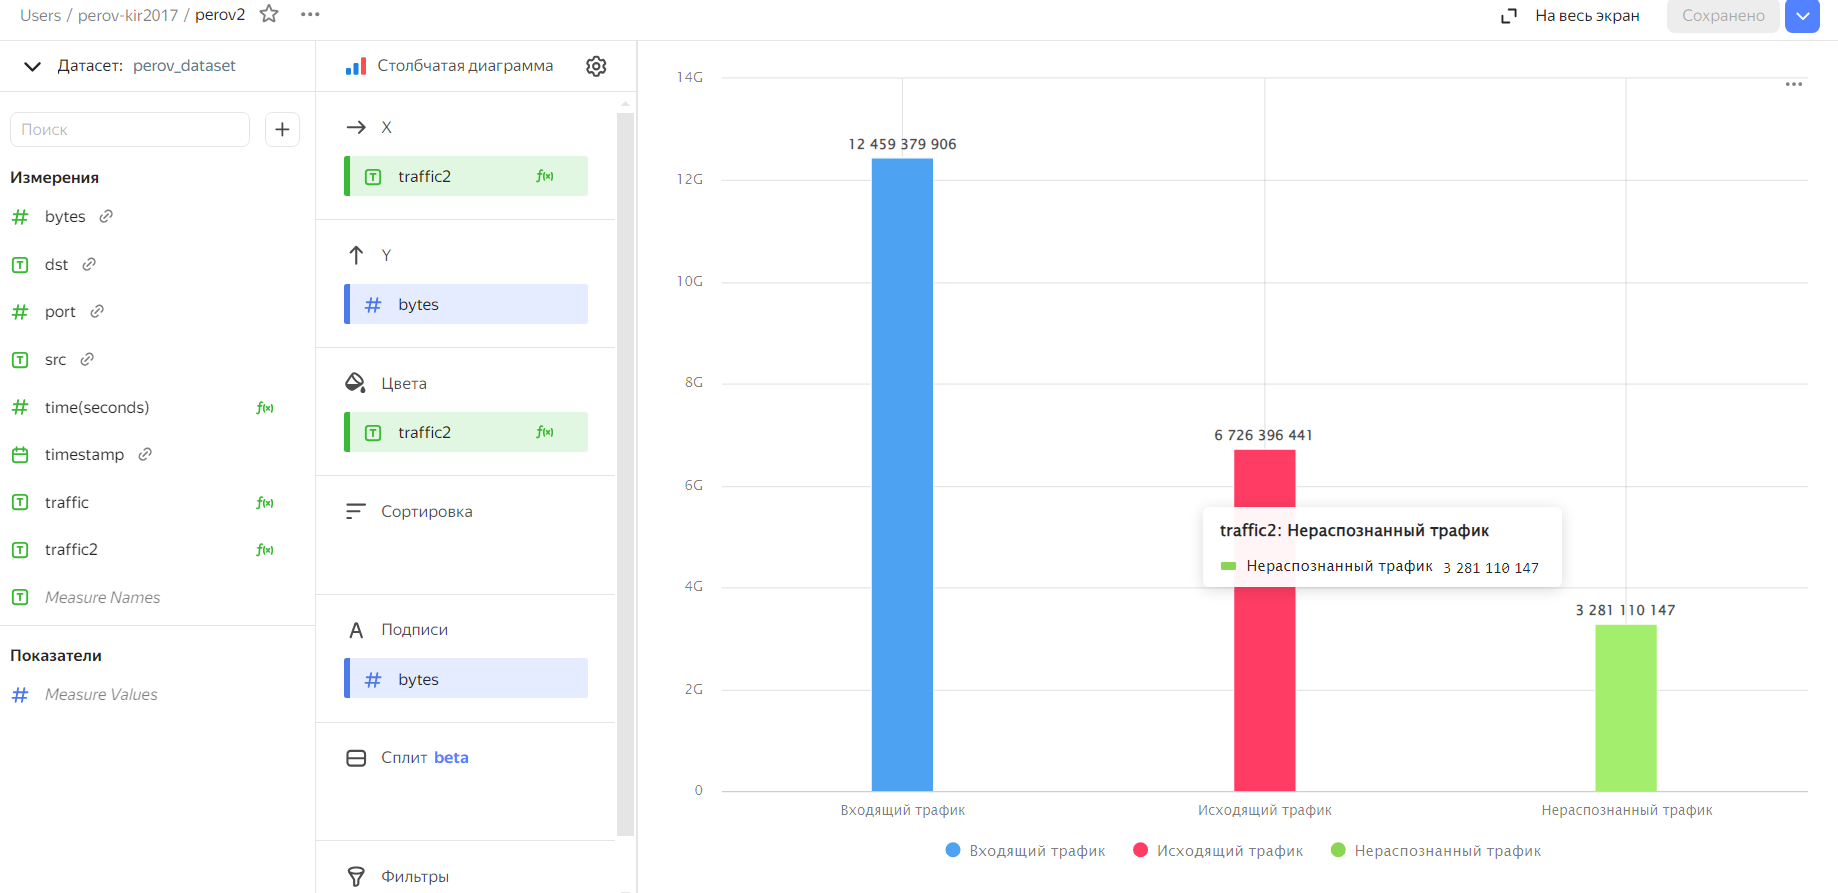 Users / perov-kir2017 / perov2
На весь экран
Сохранено
Датасет: perov_dataset
Поиск
Измерения
bytes
dst
port
src
time(seconds) f(x)
timestamp
traffic f(x)
traffic2 f(x)
Measure Names
Показатели
Measure Values
Столбчатая диаграмма
X
traffic2 f(x)
Y
bytes
Цвета
traffic2 f(x)
Сортировка
Подписи
bytes
Сплит beta
Фильтры
14G
12G
10G
8G
6G
4G
2G
0
12 459 379 906
6 726 396 441
3 281 110 147
traffic2: Нераспознанный трафик
Нераспознанный трафик 3 281 110 147
Входящий трафик
Исходящий трафик
Нераспознанный трафик
Входящий трафик
Исходящий трафик
Нераспознанный трафик